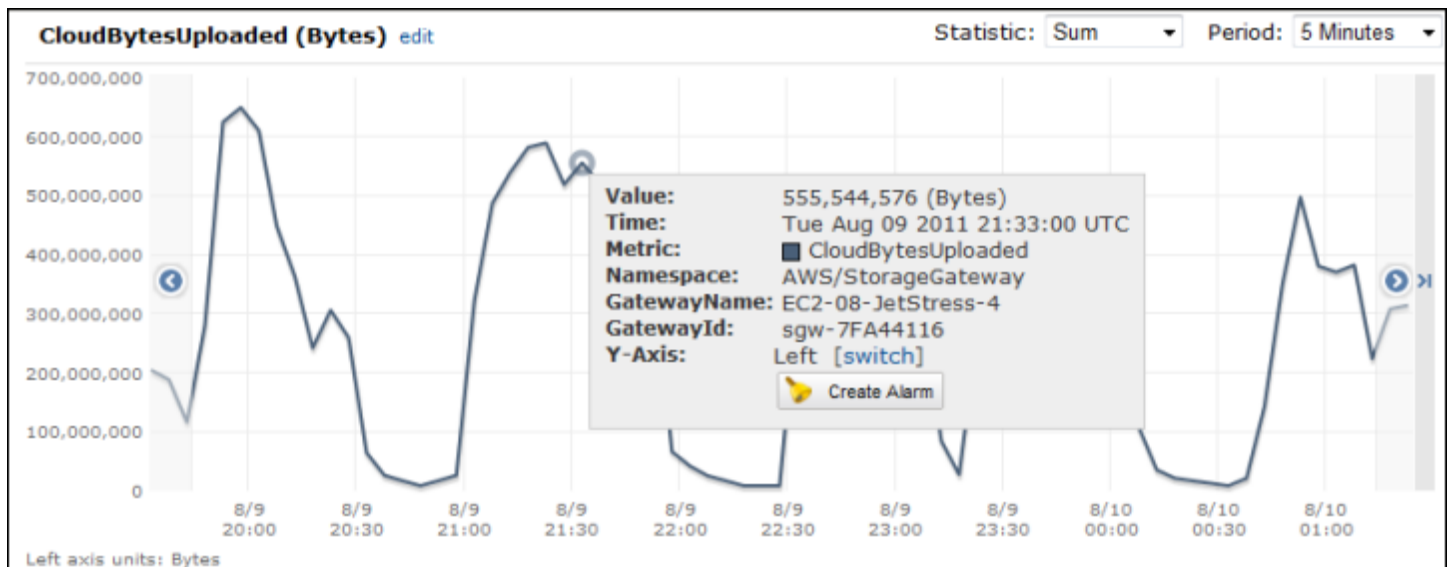 CloudBytesUploaded (Bytes) edit Statistic: Sum Period: 5 Minutes
700,000,000
600,000,000
500,000,000
400,000,000
300,000,000
200,000,000
100,000,000
0
Value: 555,544,576 (Bytes)
Time: Tue Aug 09 2011 21:33:00 UTC
Metric: CloudBytesUploaded
Namespace: AWS/StorageGateway
GatewayName: EC2-08-JetStress-4
GatewayId: sgw-7FA44116
Y-Axis: Left [switch]
Create Alarm
8/9 8/9 8/9 8/9 8/9 8/9 8/9 8/9 8/10 8/10 8/10
20:00 20:30 21:00 21:30 22:00 22:30 23:00 23:30 00:00 00:30 01:00
Left axis units: Bytes